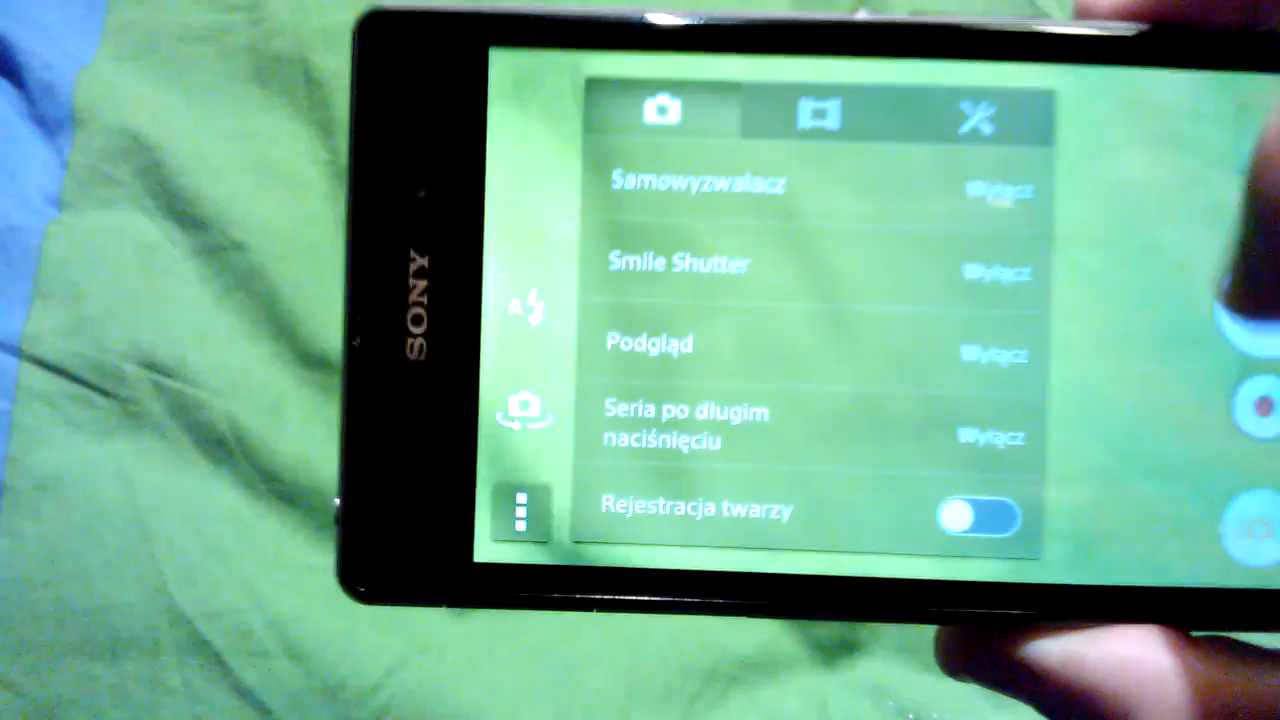 SONY
A
Samowyzwalacz Wyłącz
Smile Shutter Wyłącz
Podgląd Wyłącz
Seria po długim
naciśnięciu Wyłącz
Rejestracja twarzy